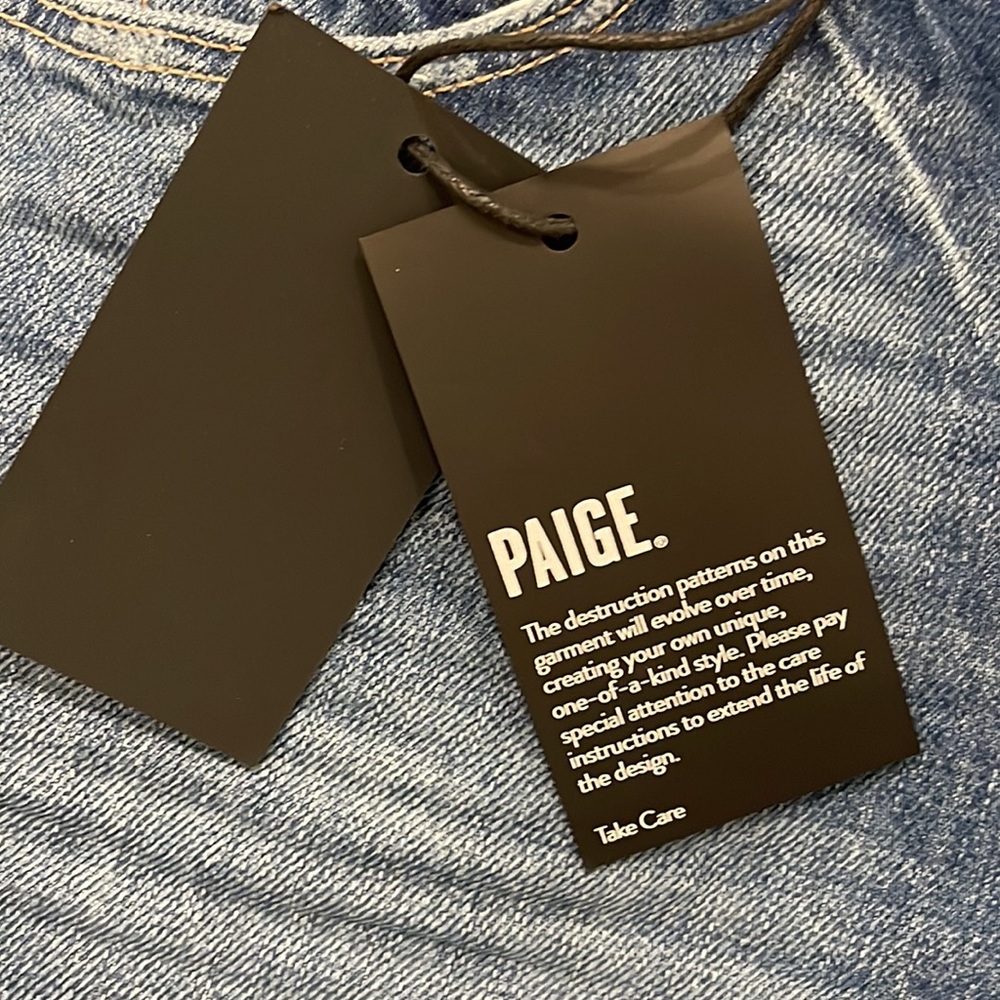 PAIGE.®
The destruction patterns on this
garment will evolve over time,
creating your own unique,
one-of-a-kind style. Please pay
special attention to the care
instructions to extend the life of
the design.
Take Care